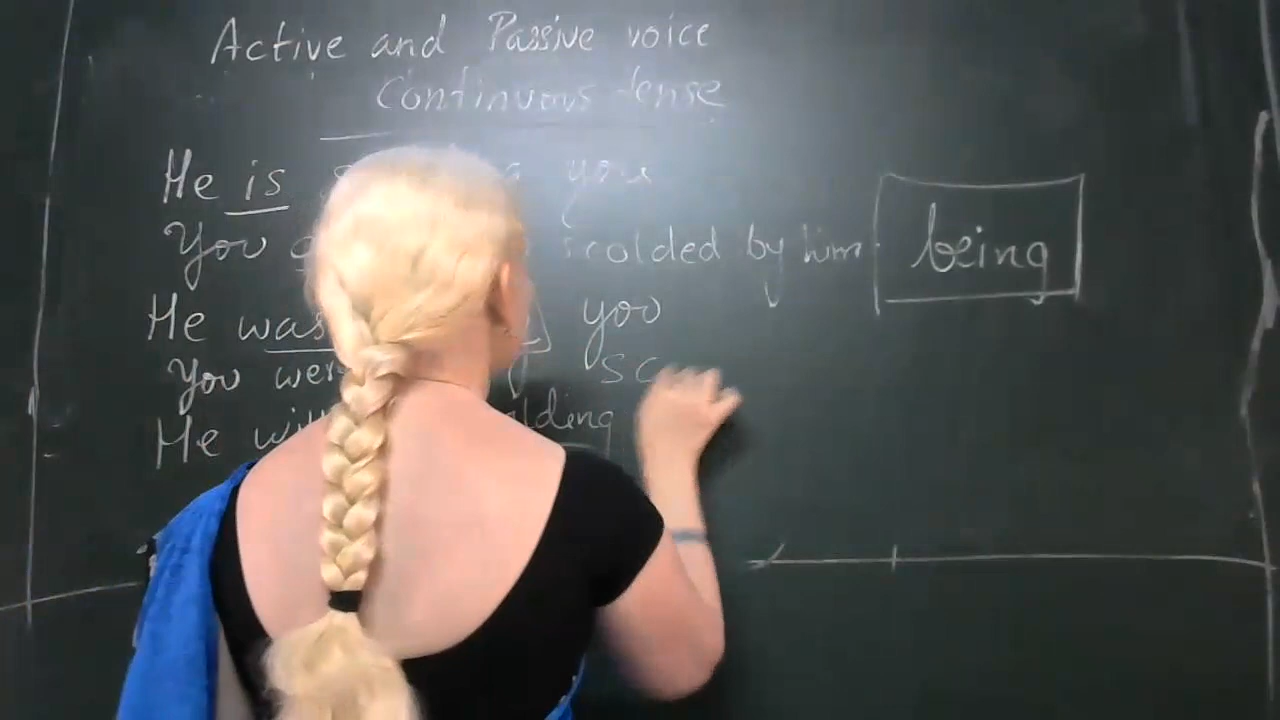 Active and Passive voice
Continuous tense
He is you
You scolded by him being
He was you
You were sc
He will olding